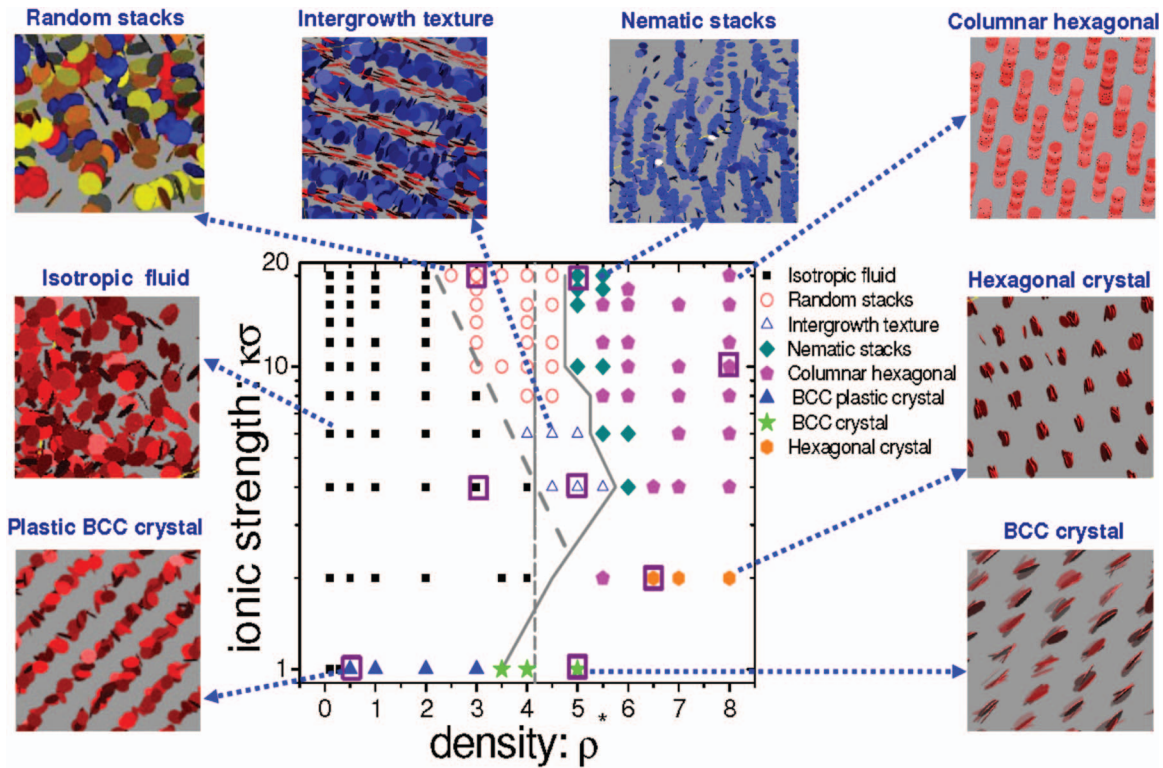 Random stacks
Intergrowth texture
Nematic stacks
Columnar hexagonal
Isotropic fluid
Plastic BCC crystal
Hexagonal crystal
BCC crystal
ionic strength: κσ
20
10
1
Isotropic fluid
Random stacks
Intergrowth texture
Nematic stacks
Columnar hexagonal
BCC plastic crystal
BCC crystal
Hexagonal crystal
0 1 2 3 4 5 6 7 8
density: ρ*